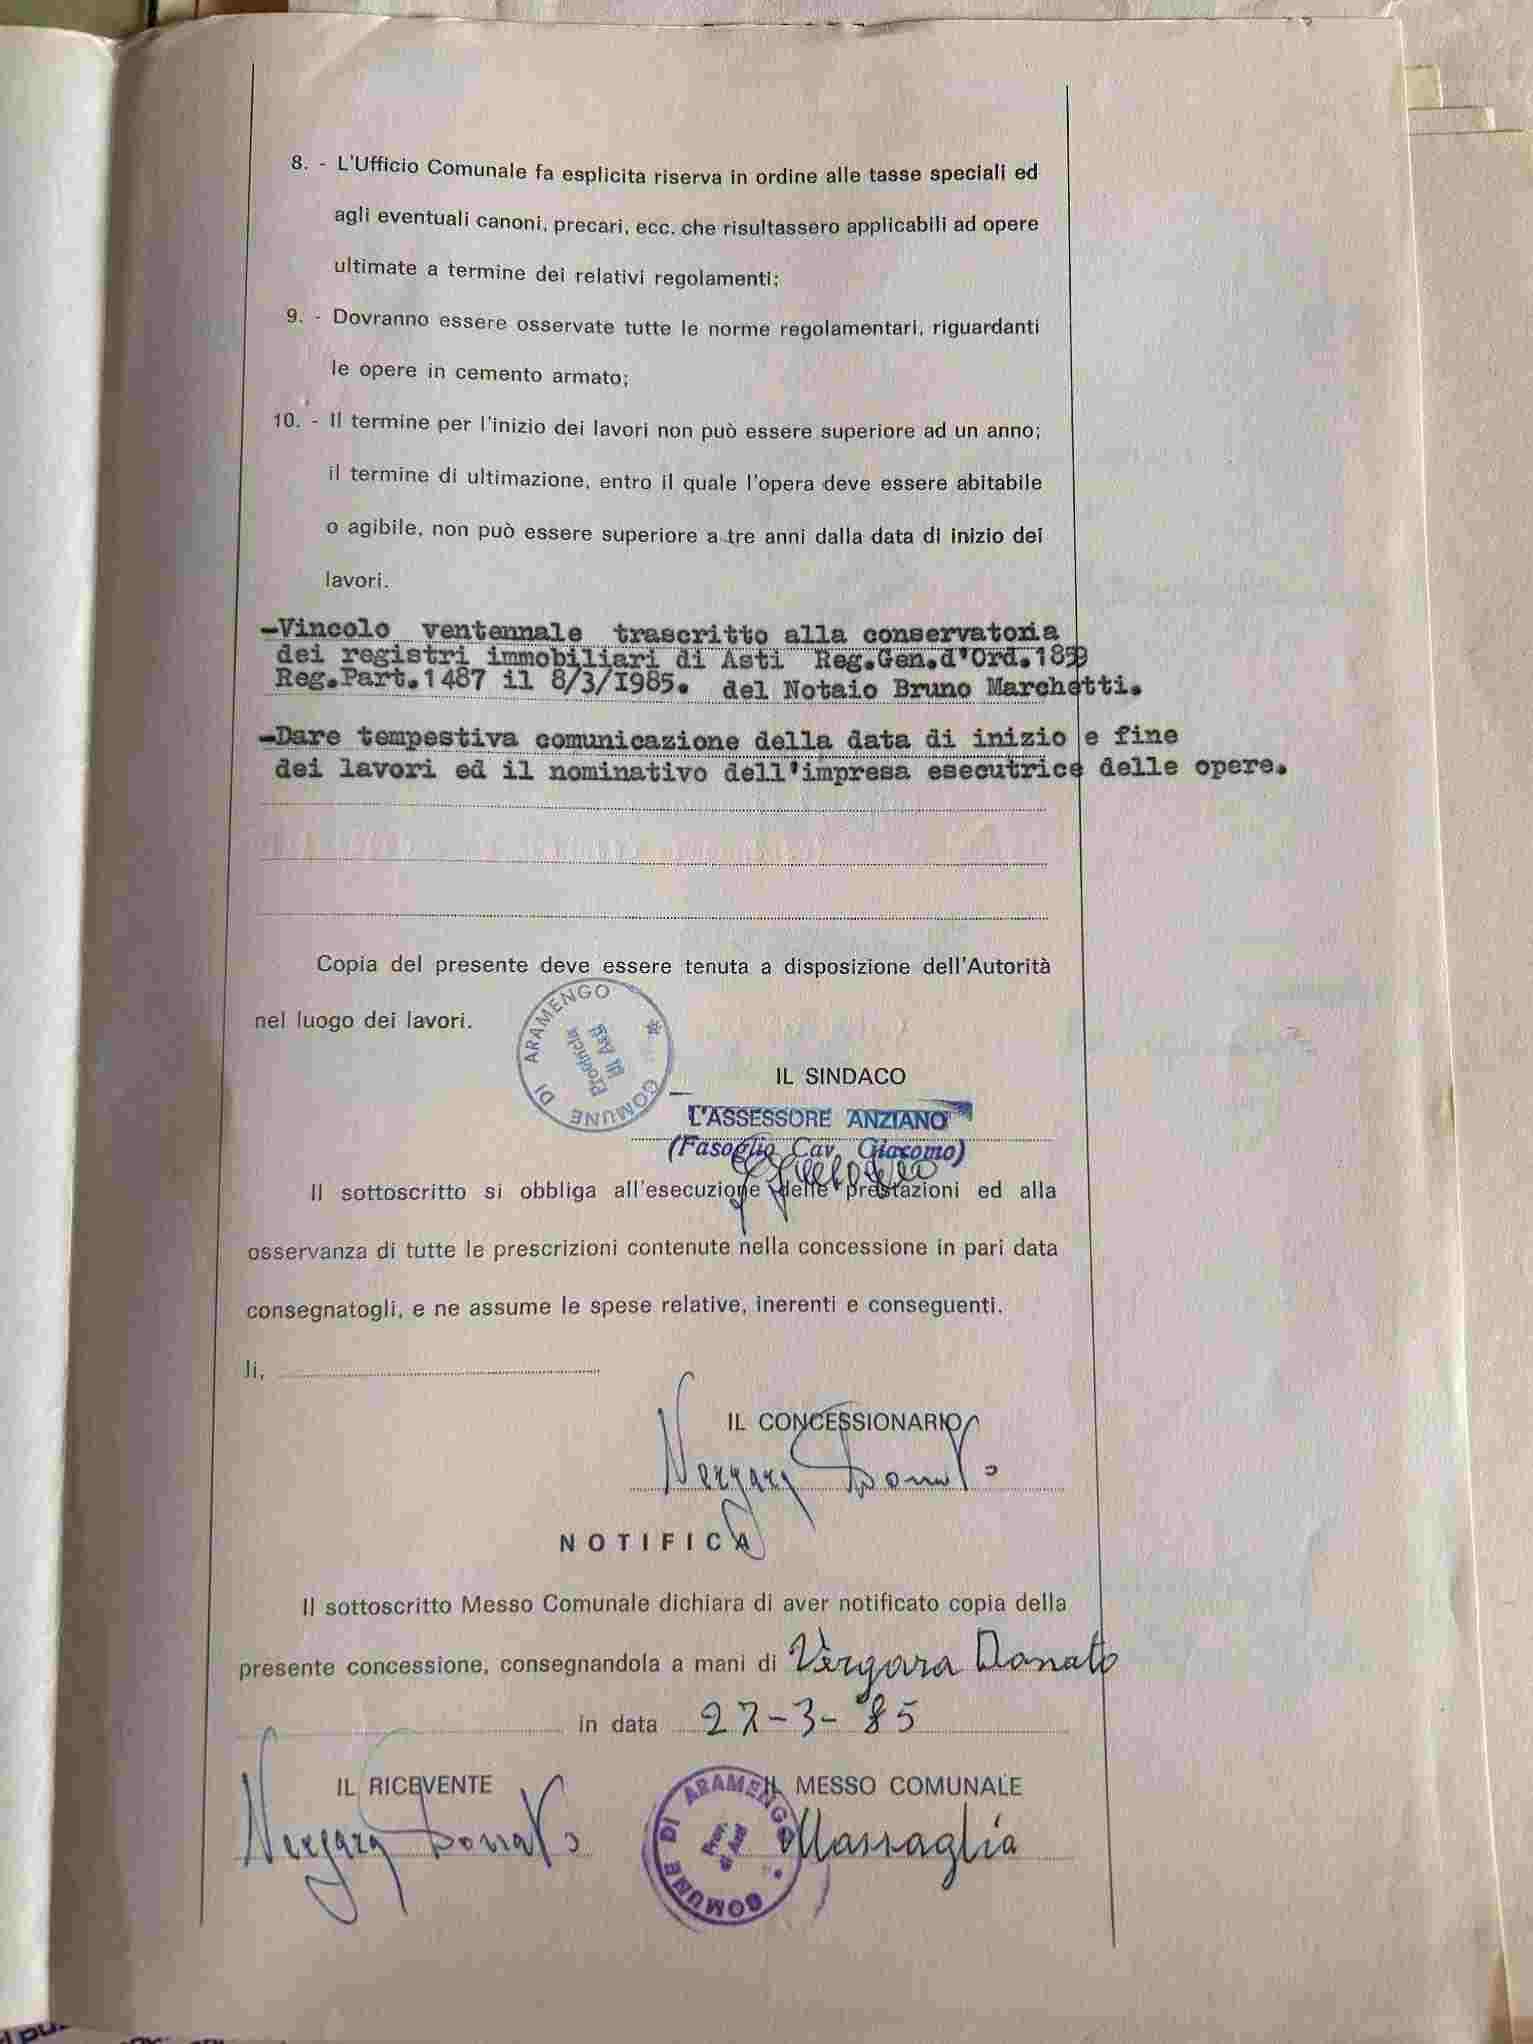 8. - L'Ufficio Comunale fa esplicita riserva in ordine alle tasse speciali ed
agli eventuali canoni, precari, ecc. che risultassero applicabili ad opere
ultimate a termine dei relativi regolamenti;
9. - Dovranno essere osservate tutte le norme regolamentari, riguardanti
le opere in cemento armato;
10. - Il termine per l'inizio dei lavori non può essere superiore ad un anno;
il termine di ultimazione, entro il quale l'opera deve essere abitabile
o agibile, non può essere superiore a tre anni dalla data di inizio dei
lavori.
-Vincolo ventennale trascritto alla conservatoria
dei registri immobiliari di Asti Reg.Gen.d'Ord.1859
Reg.Part.1487 il 8/3/1985. del Notaio Bruno Marchetti.
-Dare tempestiva comunicazione della data di inizio e fine
dei lavori ed il nominativo dell'impresa esecutrice delle opere.
Copia del presente deve essere tenuta a disposizione dell'Autorità
nel luogo dei lavori.
COMUNE DI ARAMENGO
Provincia
di Asti
IL SINDACO
L'ASSESSORE ANZIANO
(Fasoglio Cav. Giacomo)
Il sottoscritto si obbliga all'esecuzione delle prestazioni ed alla
osservanza di tutte le prescrizioni contenute nella concessione in pari data
consegnatogli, e ne assume le spese relative, inerenti e conseguenti.
li,
IL CONCESSIONARIO
Vergara Donato
NOTIFICA
Il sottoscritto Messo Comunale dichiara di aver notificato copia della
presente concessione, consegnandola a mani di Vergara Donato
in data 27-3-85
IL RICEVENTE
IL MESSO COMUNALE
Vergara Donato
COMUNE DI ARAMENGO
Prov.
di Asti
Massaglia